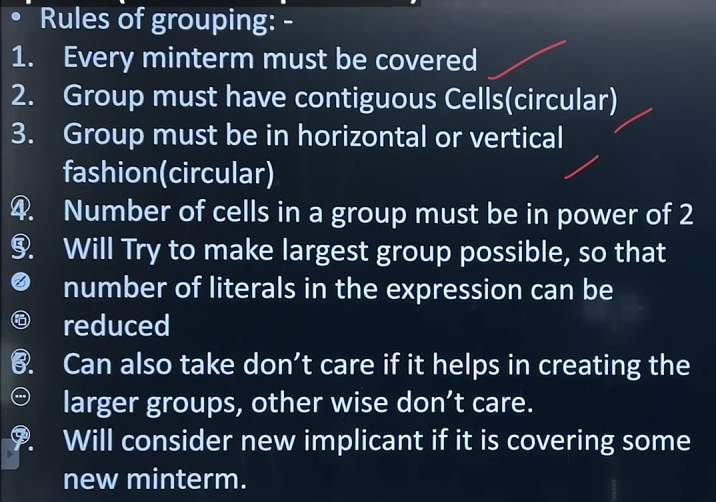 • Rules of grouping: -
1. Every minterm must be covered
2. Group must have contiguous Cells(circular)
3. Group must be in horizontal or vertical
fashion(circular)
4. Number of cells in a group must be in power of 2
5. Will Try to make largest group possible, so that
number of literals in the expression can be
reduced
6. Can also take don't care if it helps in creating the
larger groups, other wise don't care.
7. Will consider new implicant if it is covering some
new minterm.